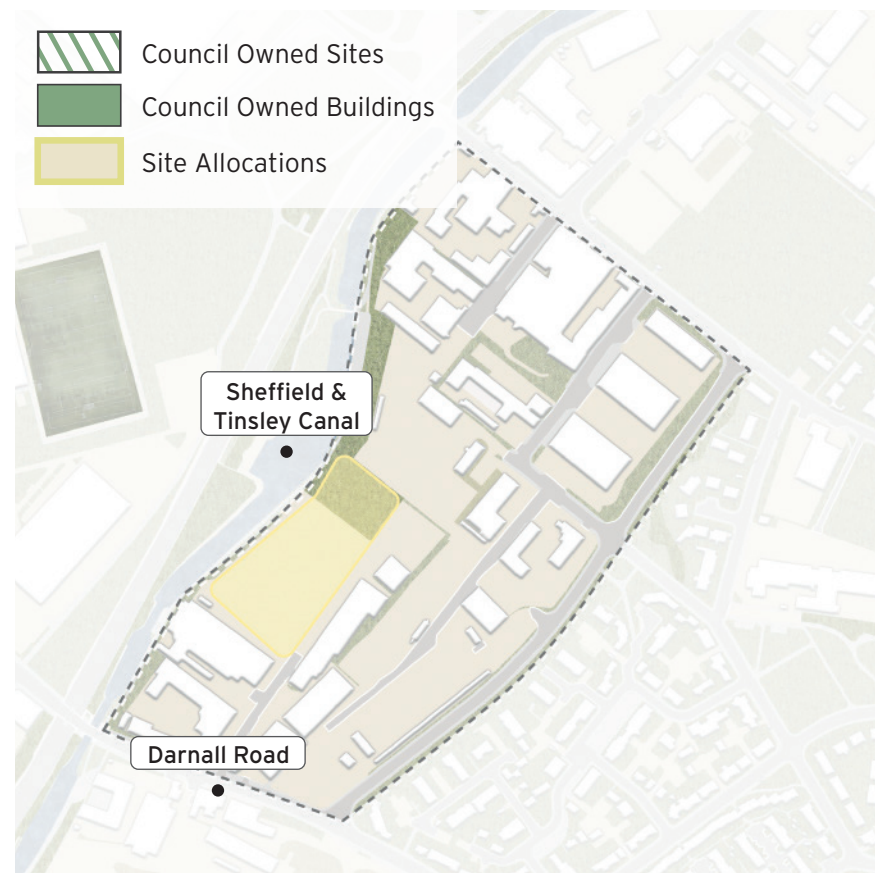 Council Owned Sites
Council Owned Buildings
Site Allocations
Sheffield &
Tinsley Canal
Darnall Road